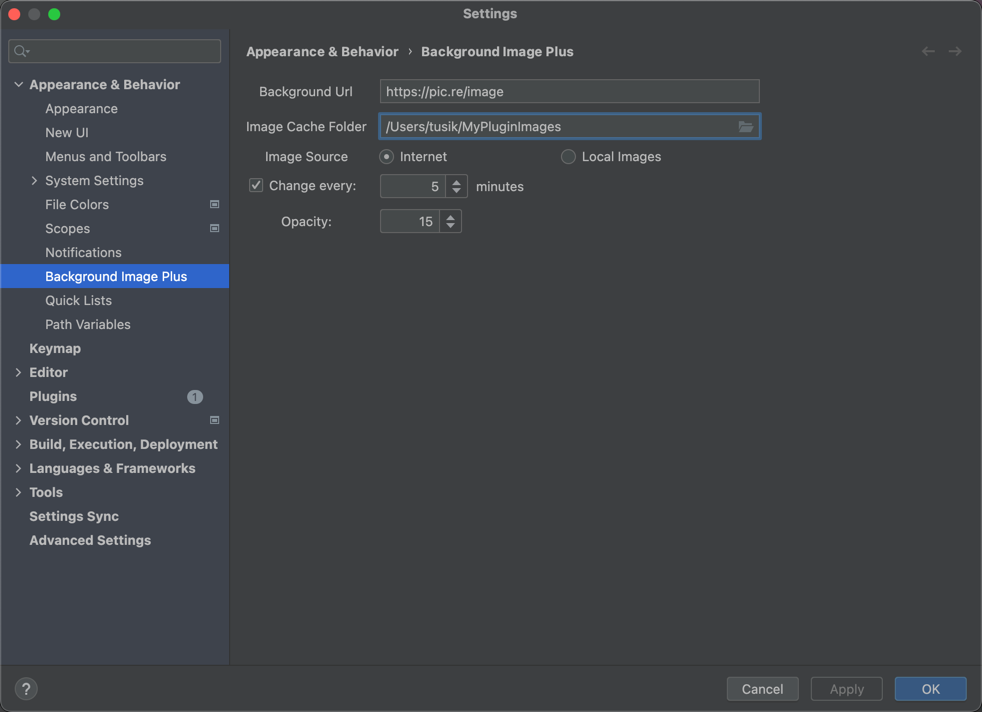 Settings
Appearance & Behavior › Background Image Plus
Appearance & Behavior
Appearance
New UI
Menus and Toolbars
System Settings
File Colors
Scopes
Notifications
Background Image Plus
Quick Lists
Path Variables
Keymap
Editor
Plugins 1
Version Control
Build, Execution, Deployment
Languages & Frameworks
Tools
Settings Sync
Advanced Settings
Background Url https://pic.re/image
Image Cache Folder /Users/tusik/MyPluginImages
Image Source Internet Local Images
Change every: 5 minutes
Opacity: 15
? Cancel Apply OK